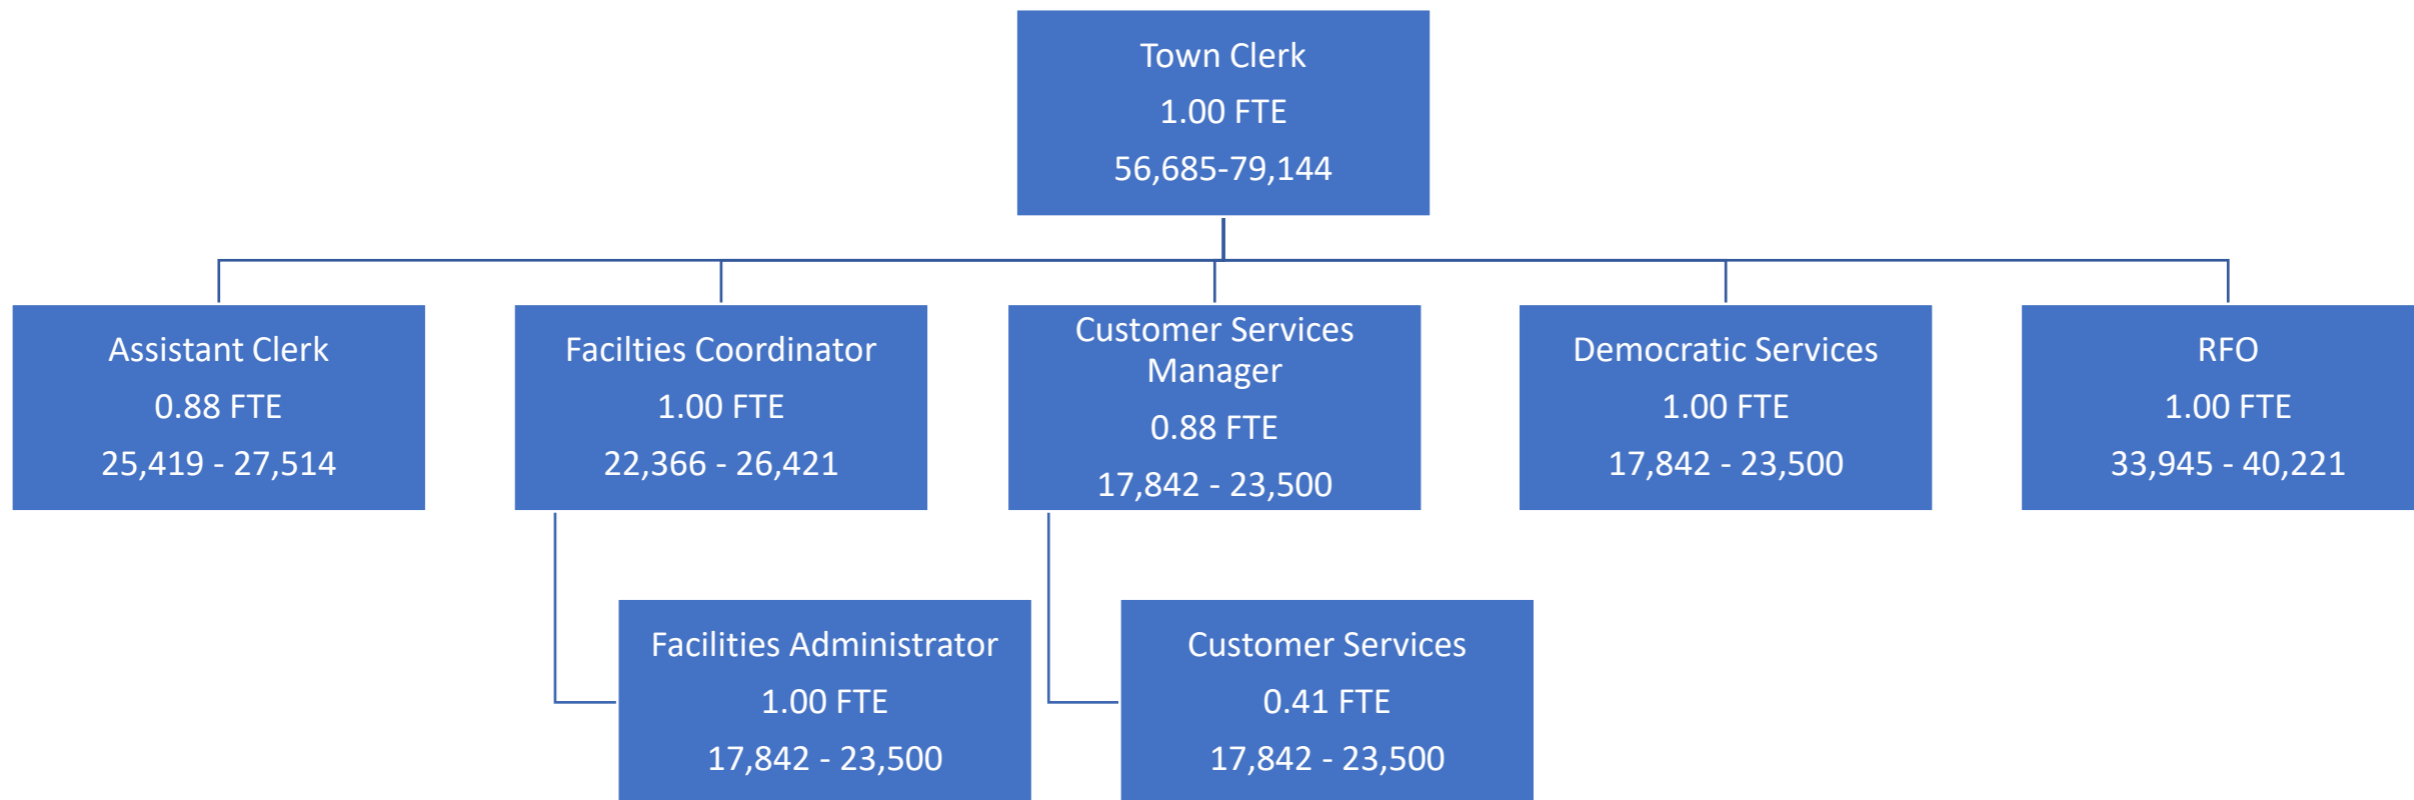 Town Clerk
1.00 FTE
56,685-79,144
Assistant Clerk
0.88 FTE
25,419 - 27,514
Facilties Coordinator
1.00 FTE
22,366 - 26,421
Customer Services
Manager
0.88 FTE
17,842 - 23,500
Democratic Services
1.00 FTE
17,842 - 23,500
RFO
1.00 FTE
33,945 - 40,221
Facilities Administrator
1.00 FTE
17,842 - 23,500
Customer Services
0.41 FTE
17,842 - 23,500